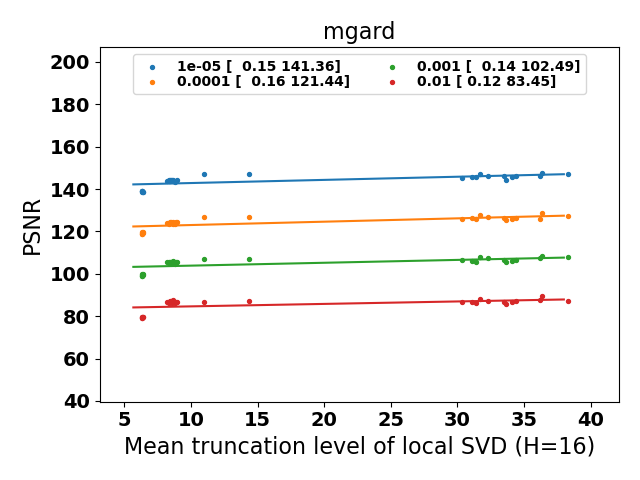 mgard
1e-05 [  0.15 141.36]
0.0001 [  0.16 121.44]
0.001 [  0.14 102.49]
0.01 [ 0.12 83.45]
PSNR
200
180
160
140
120
100
80
60
40
5 10 15 20 25 30 35 40
Mean truncation level of local SVD (H=16)